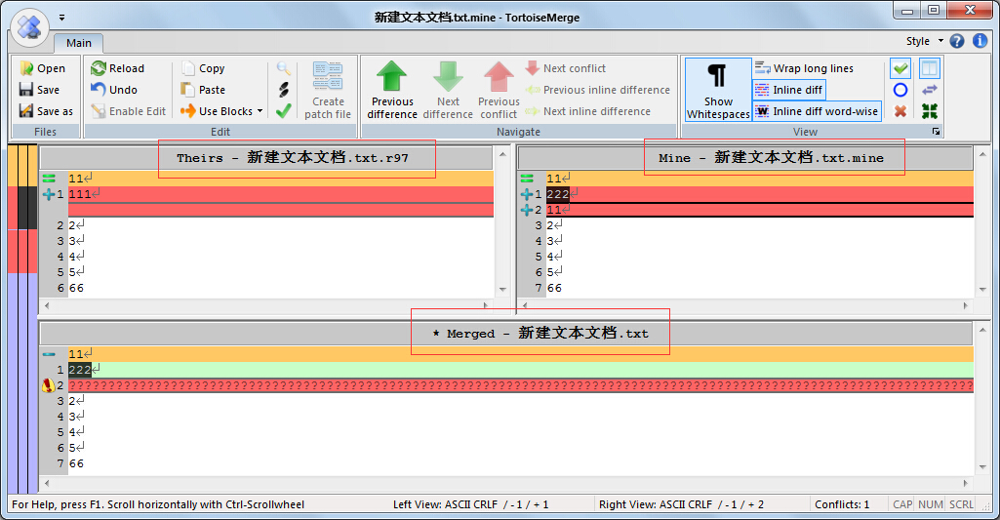 新建文本文档.txt.mine - TortoiseMerge
Main
Style
Open
Save
Save as
Files
Reload
Undo
Enable Edit
Copy
Paste
Use Blocks
Edit
Create patch file
Previous difference
Next difference
Previous conflict
Next conflict
Previous inline difference
Next inline difference
Navigate
Show Whitespaces
Wrap long lines
Inline diff
Inline diff word-wise
View
Theirs - 新建文本文档.txt.r97
11
1 111
2 2
3 3
4 4
5 5
6 66
Mine - 新建文本文档.txt.mine
11
1 222
2 11
3 2
4 3
5 4
6 5
7 66
* Merged - 新建文本文档.txt
11
1 222
2 ????????????????????????????????????????????????????????????????????????????????????????????????????????????????????
3 2
4 3
5 4
6 5
7 66
For Help, press F1. Scroll horizontally with Ctrl-Scrollwheel
Left View: ASCII CRLF / - 1 / + 1
Right View: ASCII CRLF / - 1 / + 2
Conflicts: 1
CAP
NUM
SCRL